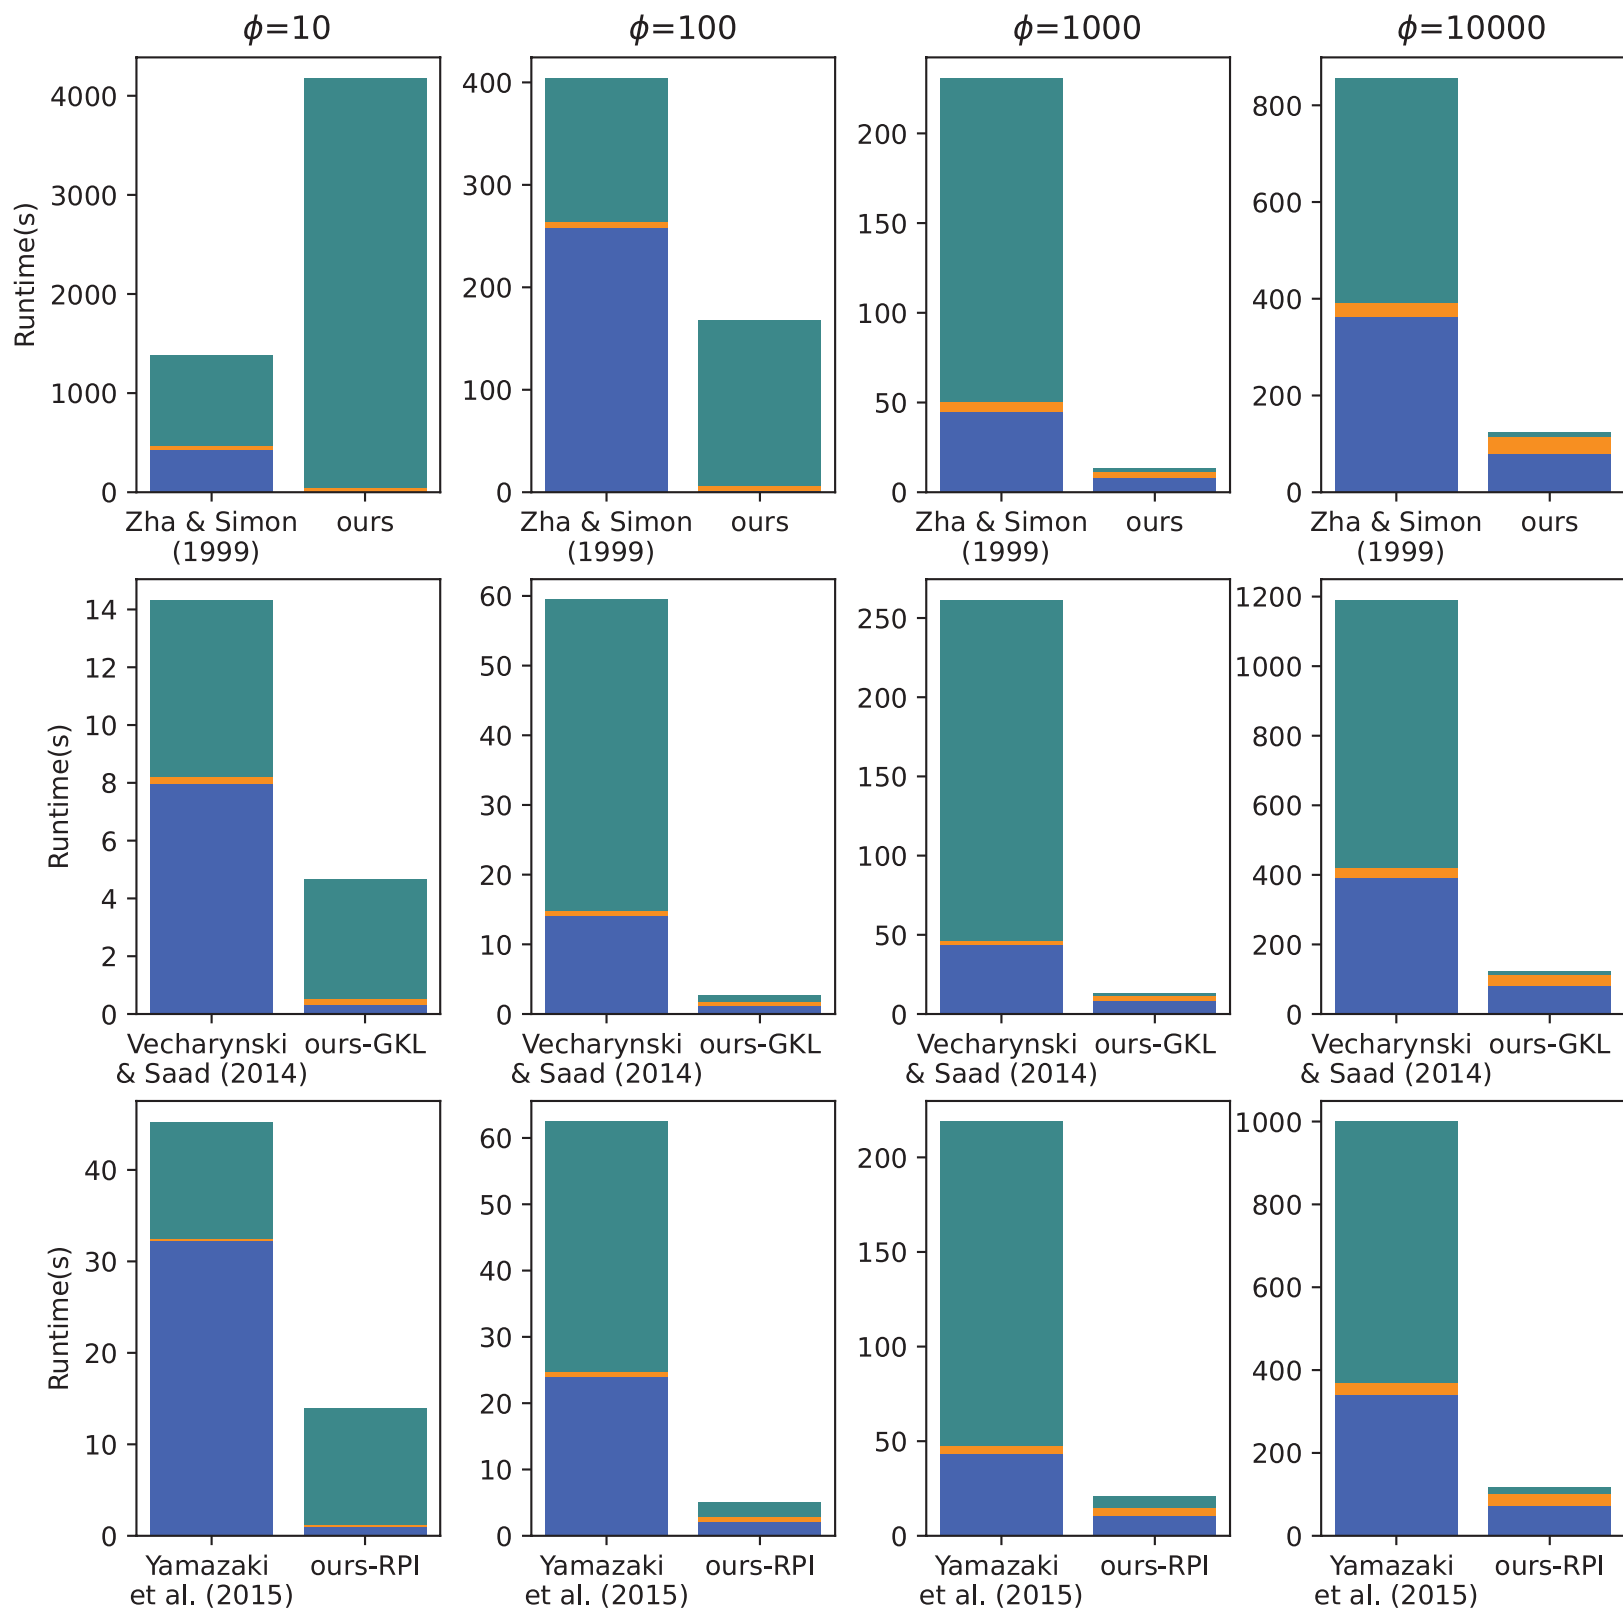 ϕ=10 ϕ=100 ϕ=1000 ϕ=10000
Runtime(s)
4000
3000
2000
1000
0
Zha & Simon
(1999)
ours
400
300
200
100
0
Zha & Simon
(1999)
ours
200
150
100
50
0
Zha & Simon
(1999)
ours
800
600
400
200
0
Zha & Simon
(1999)
ours
Runtime(s)
14
12
10
8
6
4
2
0
Vecharynski
& Saad (2014)
ours-GKL
60
50
40
30
20
10
0
Vecharynski
& Saad (2014)
ours-GKL
250
200
150
100
50
0
Vecharynski
& Saad (2014)
ours-GKL
1200
1000
800
600
400
200
0
Vecharynski
& Saad (2014)
ours-GKL
Runtime(s)
40
30
20
10
0
Yamazaki
et al. (2015)
ours-RPI
60
50
40
30
20
10
0
Yamazaki
et al. (2015)
ours-RPI
200
150
100
50
0
Yamazaki
et al. (2015)
ours-RPI
1000
800
600
400
200
0
Yamazaki
et al. (2015)
ours-RPI